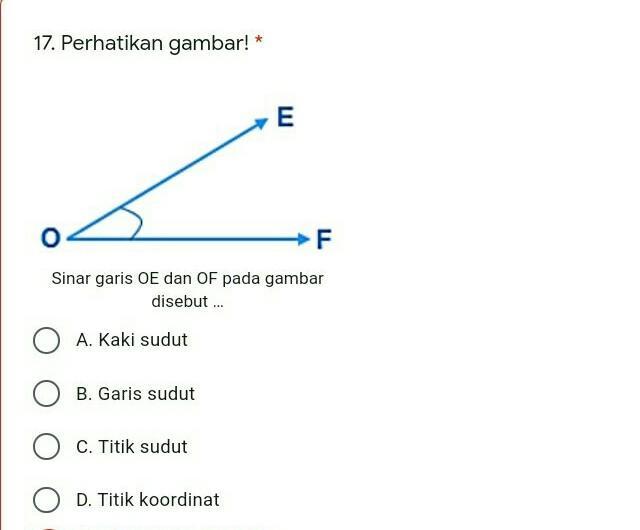 17. Perhatikan gambar! *
E
O
F
Sinar garis OE dan OF pada gambar
disebut ...
A. Kaki sudut
B. Garis sudut
C. Titik sudut
D. Titik koordinat